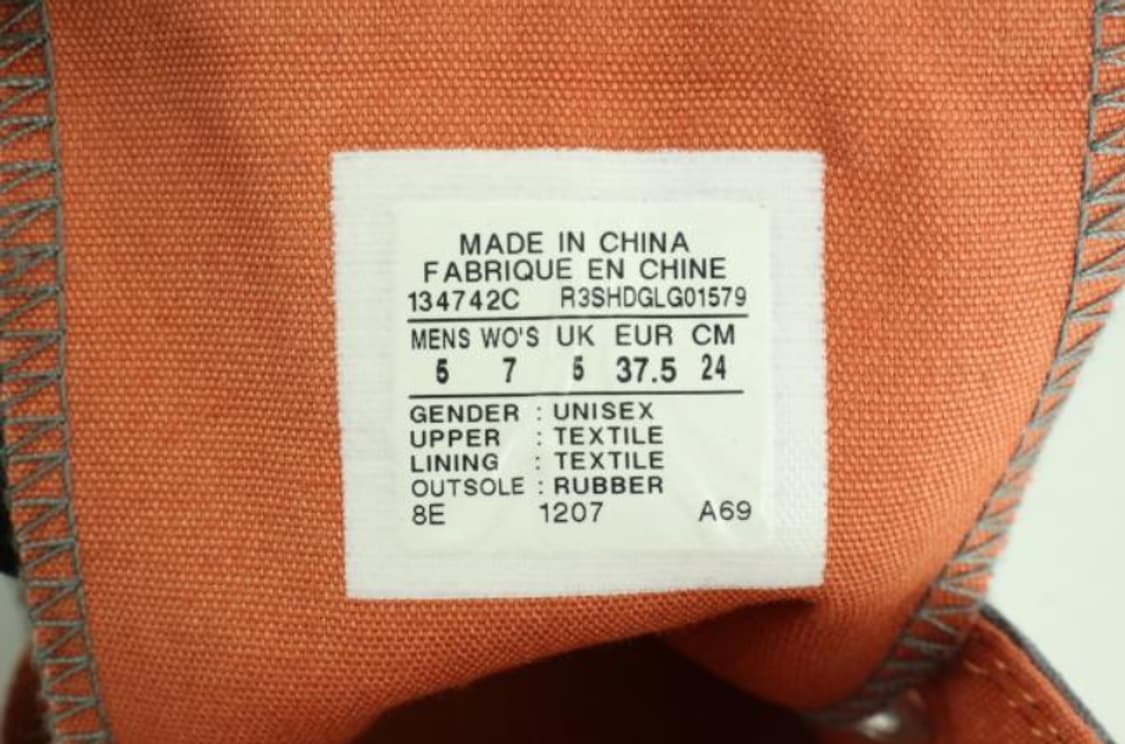 MADE IN CHINA
FABRIQUE EN CHINE
134742C R3SHDGLG01579
MENS WO'S UK EUR CM
5 7 5 37.5 24
GENDER : UNISEX
UPPER : TEXTILE
LINING : TEXTILE
OUTSOLE : RUBBER
8E 1207 A69